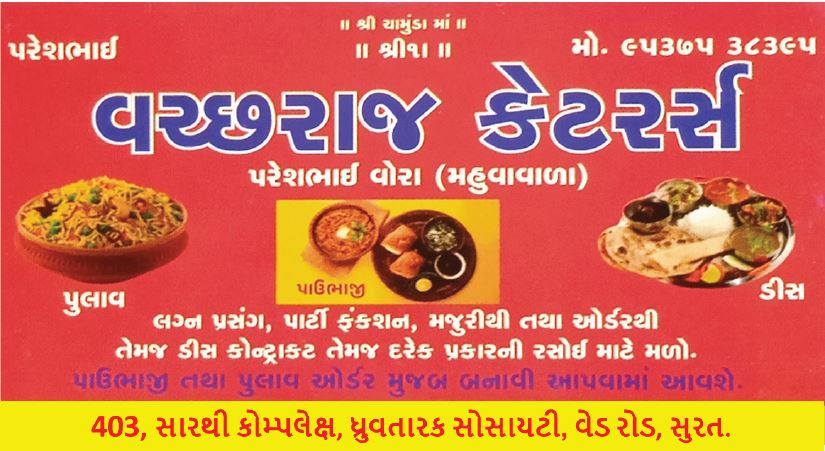 ॥ શ્રી ચામુંડા માં ॥
પરેશભાઈ
॥ શ્રી૧ા ॥
મો. ૯૫૩૭૫ ૩૮૩૯૫
વચ્છરાજ કેટરર્સ
પરેશભાઈ વોરા (મહુવાવાળા)
પુલાવ
પાઉભાજી
ડીસ
લગ્ન પ્રસંગ, પાર્ટી ફંકશન, મજુરીથી તથા ઓર્ડરથી
તેમજ ડીસ કોન્ટ્રાકટ તેમજ દરેક પ્રકારની રસોઈ માટે મળો.
પાઉભાજી તથા પુલાવ ઓર્ડર મુજબ બનાવી આપવામાં આવશે.
403, સારથી કોમ્પલેક્ષ, ધ્રુવતારક સોસાયટી, વેડ રોડ, સુરત.